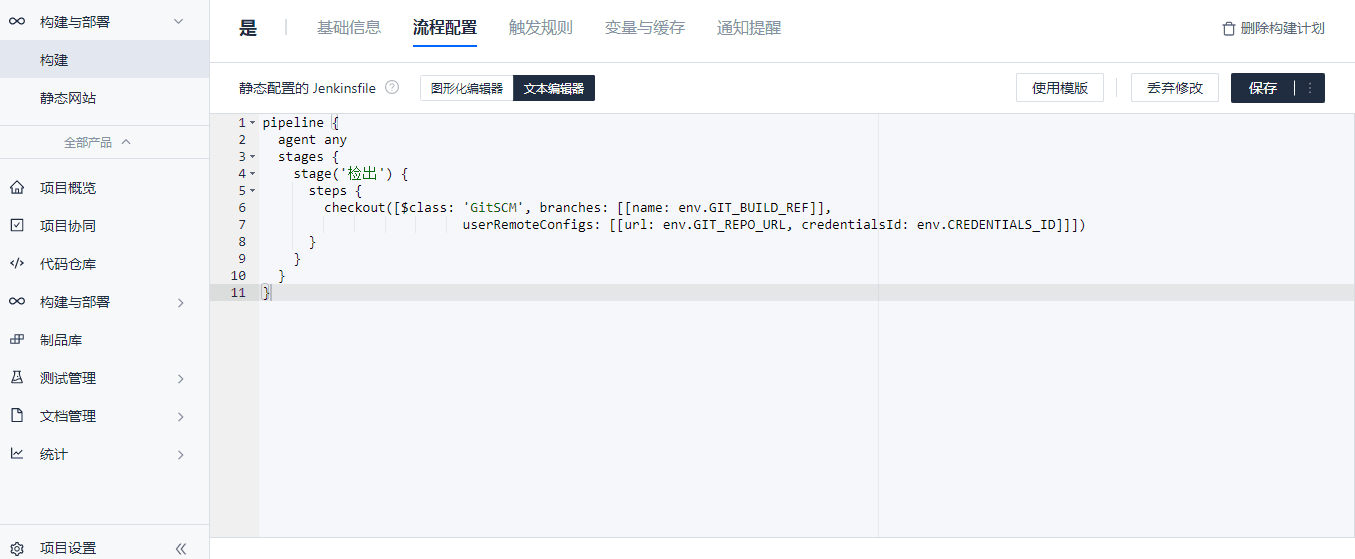 构建与部署
构建
静态网站
全部产品
项目概览
项目协同
代码仓库
构建与部署
制品库
测试管理
文档管理
统计
项目设置
是 基础信息 流程配置 触发规则 变量与缓存 通知提醒 删除构建计划
静态配置的 Jenkinsfile 图形化编辑器 文本编辑器 使用模版 丢弃修改 保存
1 pipeline {
2   agent any
3   stages {
4     stage('检出') {
5       steps {
6         checkout([$class: 'GitSCM', branches: [[name: env.GIT_BUILD_REF]],
7                           userRemoteConfigs: [[url: env.GIT_REPO_URL, credentialsId: env.CREDENTIALS_ID]]])
8       }
9     }
10   }
11 }